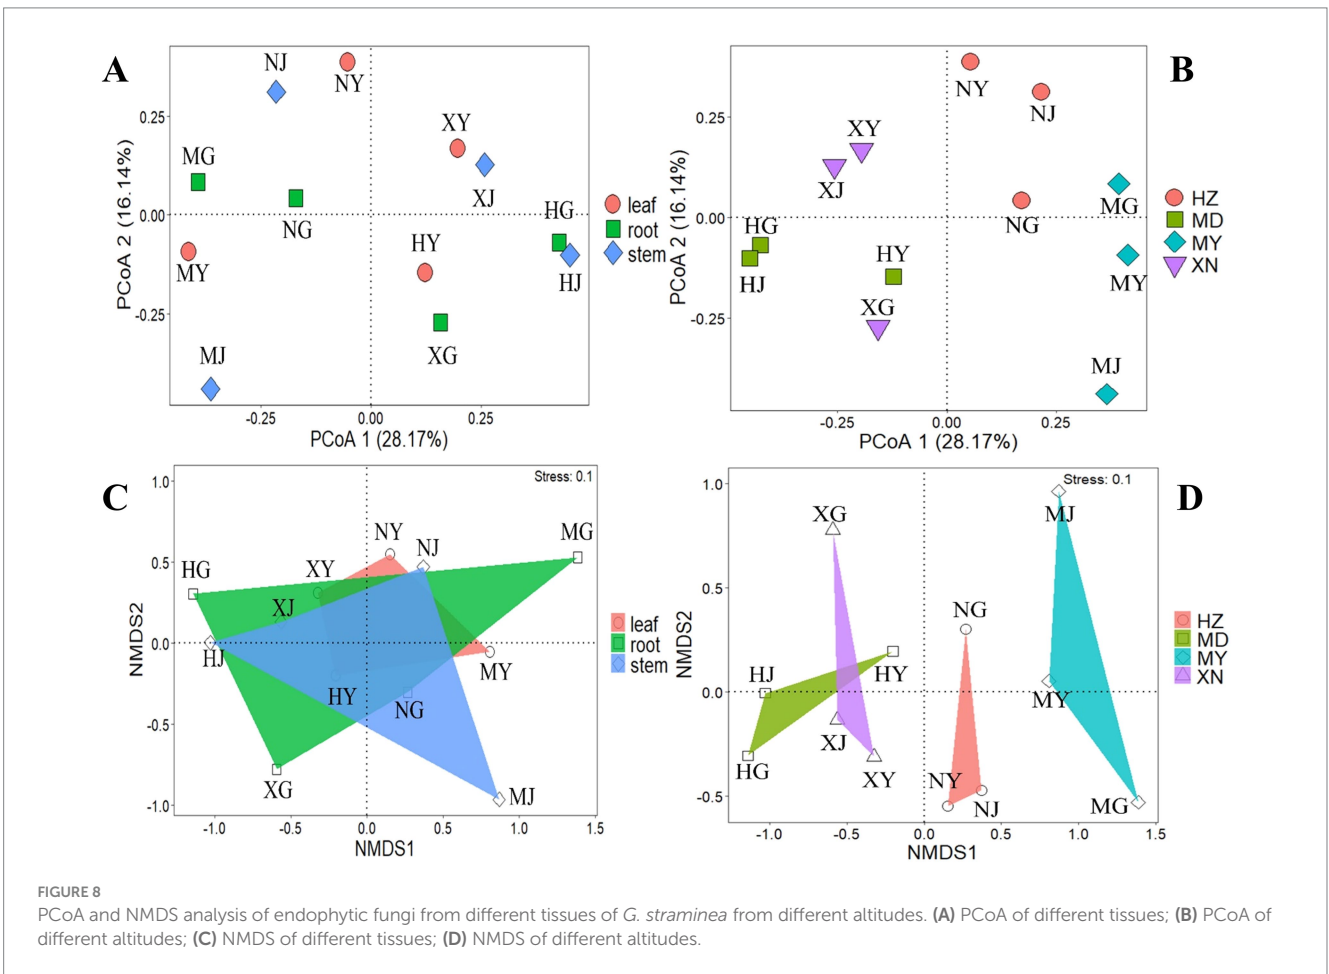 A
NJ
NY
0.25
XY
MG
XJ
0.00
NG
HG
HY
MY
HJ
-0.25
XG
MJ
PCoA 2 (16.14%)
-0.25
0.00
0.25
PCoA 1 (28.17%)
leaf
root
stem
B
NY
NJ
0.25
XY
XJ
MG
0.00
NG
HG
HY
HJ
MY
XG
-0.25
MJ
PCoA 2 (16.14%)
-0.25
0.00
0.25
PCoA 1 (28.17%)
HZ
MD
MY
XN
C
Stress: 0.1
1.0
NY
NJ
MG
0.5
HG
XY
XJ
0.0
HJ
MY
HY
NG
-0.5
XG
MJ
-1.0
NMDS2
-1.0
-0.5
0.0
0.5
1.0
1.5
NMDS1
leaf
root
stem
D
Stress: 0.1
1.0
XG
MJ
0.5
NG
HJ
HY
0.0
MY
XJ
HG
XY
NY
NJ
MG
-0.5
NMDS2
-1.0
-0.5
0.0
0.5
1.0
1.5
NMDS1
HZ
MD
MY
XN
FIGURE 8
PCoA and NMDS analysis of endophytic fungi from different tissues of G. straminea from different altitudes. (A) PCoA of different tissues; (B) PCoA of
different altitudes; (C) NMDS of different tissues; (D) NMDS of different altitudes.